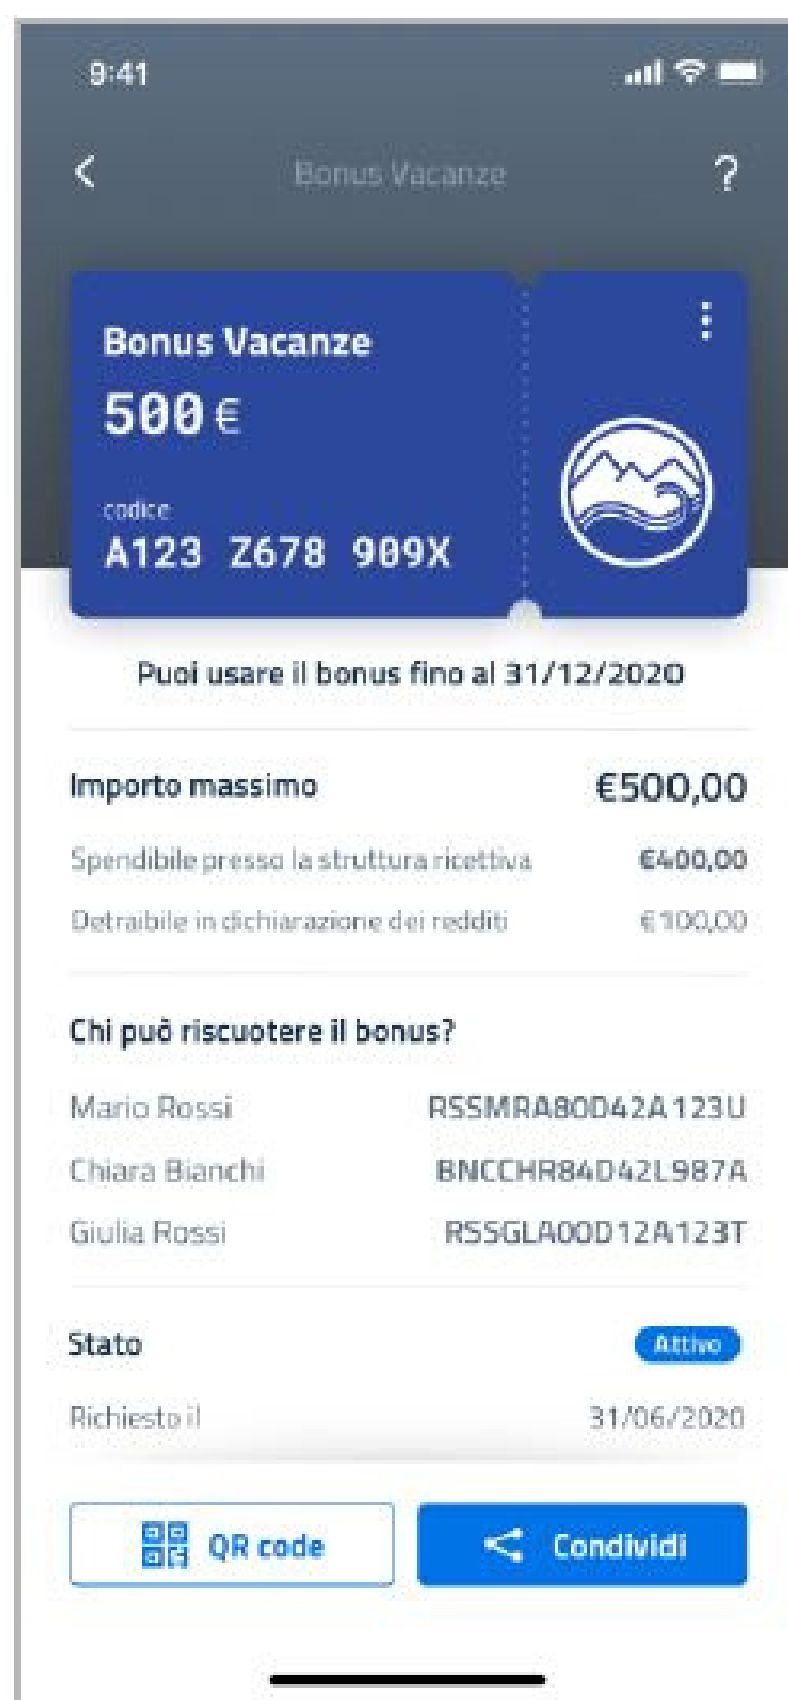 9:41
Bonus Vacanze
?
Bonus Vacanze
500 €
codice
A123 Z678 909X
Puoi usare il bonus fino al 31/12/2020
Importo massimo €500,00
Spendibile presso la struttura ricettiva €400,00
Detraibile in dichiarazione dei redditi €100,00
Chi può riscuotere il bonus?
Mario Rossi RSSMRA80D42A123U
Chiara Bianchi BNCCHR84D42L987A
Giulia Rossi RSSGLA00D12A123T
Stato Attivo
Richiesto il 31/06/2020
QR code Condividi